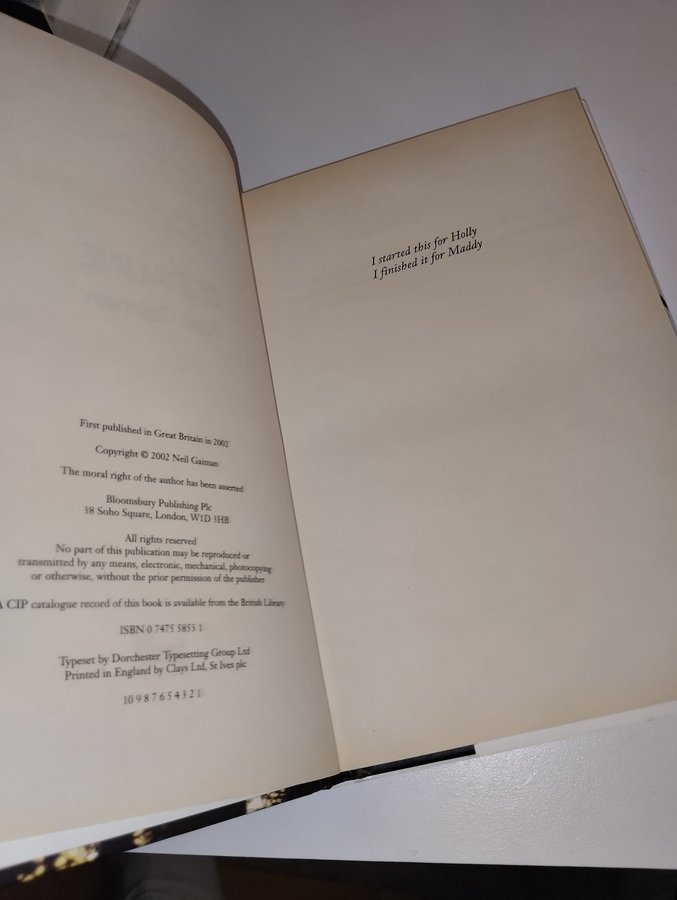 First published in Great Britain in 2002
Copyright © 2002 Neil Gaiman
The moral right of the author has been asserted
Bloomsbury Publishing Plc
38 Soho Square, London, W1D 3HB
All rights reserved
No part of this publication may be reproduced or
transmitted by any means, electronic, mechanical, photocopying
or otherwise, without the prior permission of the publisher
A CIP catalogue record of this book is available from the British Library
ISBN 0 7475 5853 1
Typeset by Dorchester Typesetting Group Ltd
Printed in England by Clays Ltd, St Ives plc
10 9 8 7 6 5 4 3 2 1
I started this for Holly
I finished it for Maddy